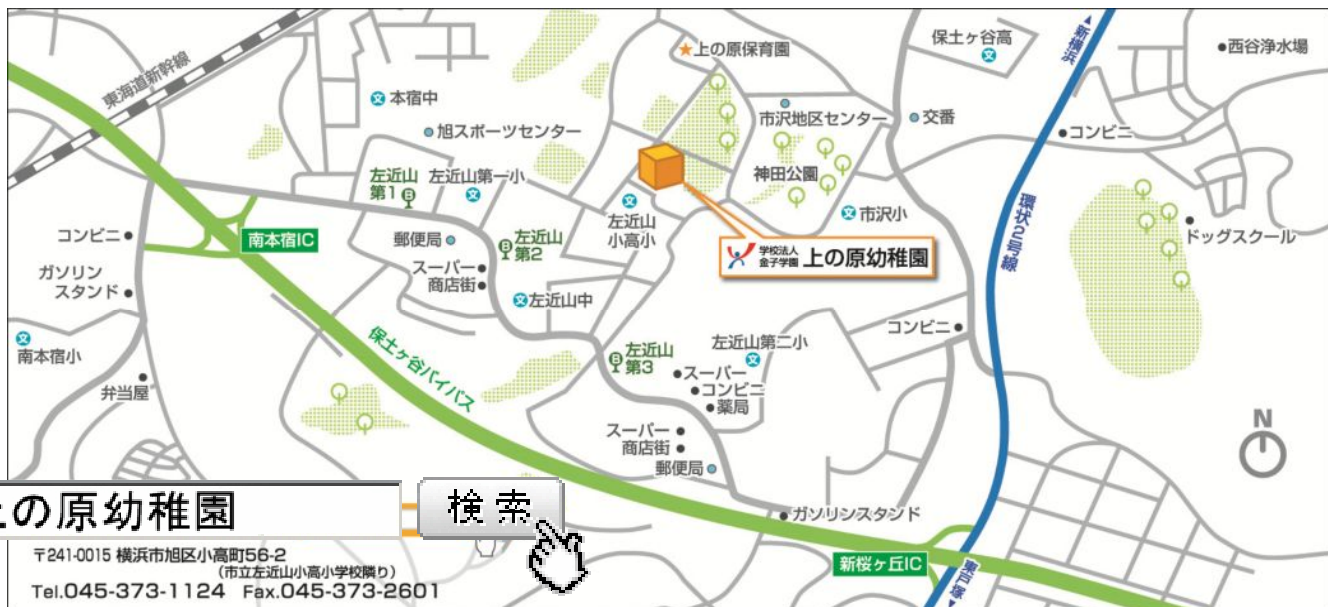 東海道新幹線
本宿中
旭スポーツセンター
★上の原保育園
市沢地区センター
保土ヶ谷高
▲新横浜
西谷浄水場
交番
コンビニ
神田公園
左近山
第1
左近山第一小
左近山
小高小
市沢小
環状2号線
ドッグスクール
コンビニ
南本宿IC
郵便局
左近山
第2
学校法人
金子学園
上の原幼稚園
スーパー
商店街
ガソリン
スタンド
左近山中
南本宿小
保土ヶ谷バイパス
左近山
第3
左近山第二小
コンビニ
スーパー
コンビニ
薬局
弁当屋
スーパー
商店街
郵便局
N
上の原幼稚園
検索
ガソリンスタンド
新桜ヶ丘IC
東戸塚▼
〒241-0015 横浜市旭区小高町56-2
(市立左近山小高小学校隣り)
Tel.045-373-1124 Fax.045-373-2601